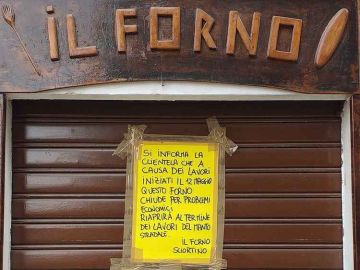 IL FORNO
SI INFORMA LA
CLIENTELA CHE A
CAUSA DEI LAVORI
INIZIATI IL 12 MAGGIO
QUESTO FORNO
CHIUDE PER PROBLEMI
ECONOMICI
RIAPRIRÀ AL TERMINE
DEI LAVORI DEL MANTO
STRADALE
IL FORNO
SCIORTINO